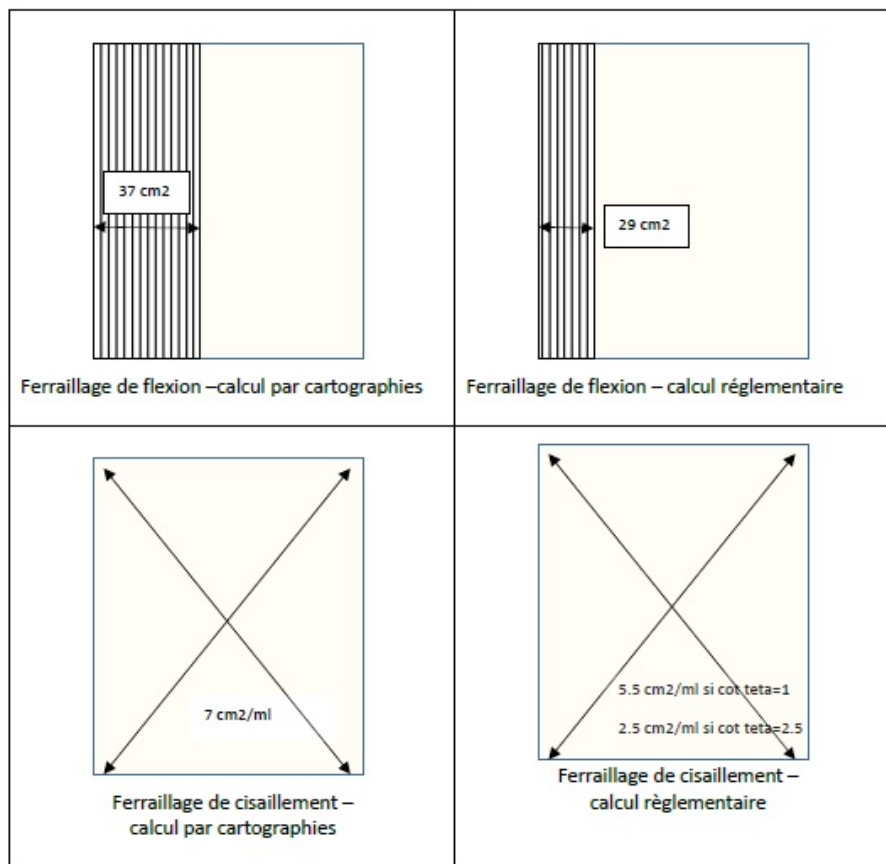 37 cm2
Ferraillage de flexion –calcul par cartographies
29 cm2
Ferraillage de flexion – calcul réglementaire
7 cm2/ml
Ferraillage de cisaillement –
calcul par cartographies
5.5 cm2/ml si cot teta=1
2.5 cm2/ml si cot teta=2.5
Ferraillage de cisaillement –
calcul règlementaire